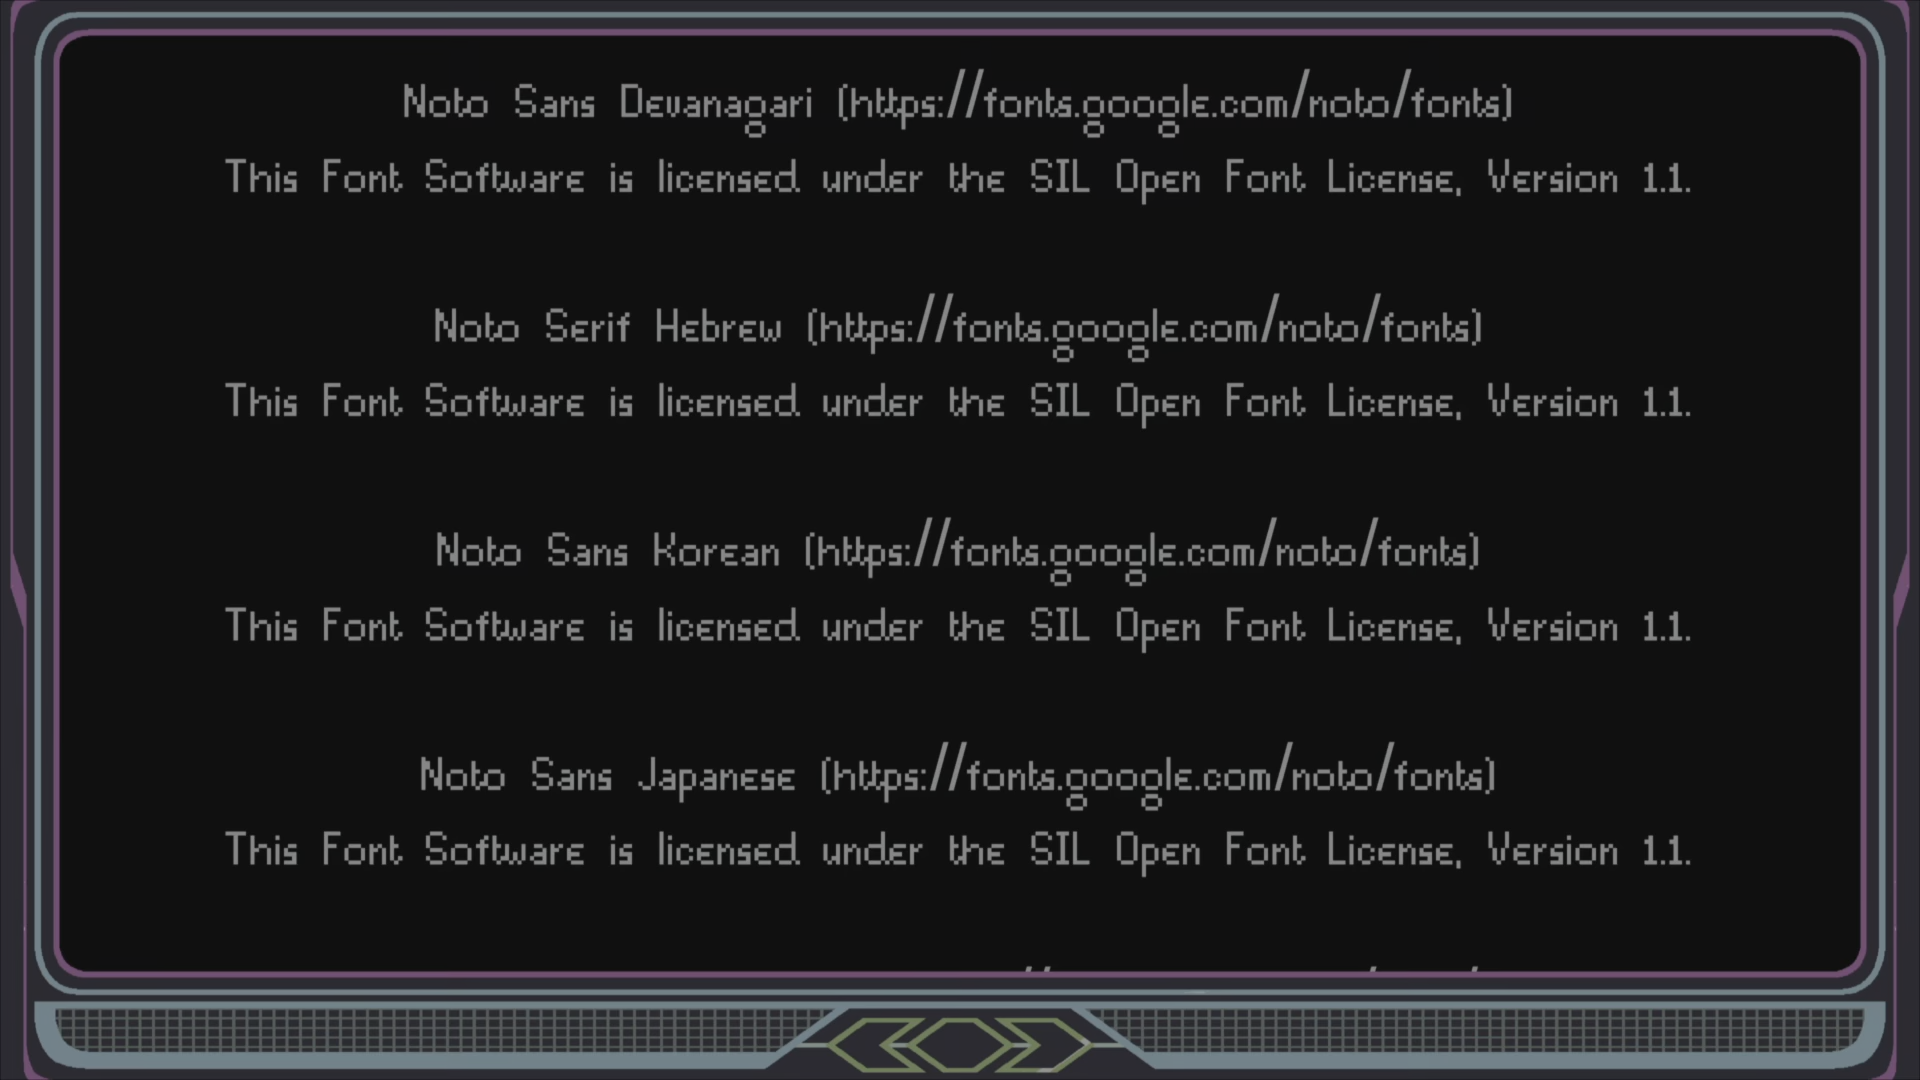 Noto Sans Devanagari (https://fonts.google.com/noto/fonts)
This Font Software is licensed under the SIL Open Font License, Version 1.1.
Noto Serif Hebrew (https://fonts.google.com/noto/fonts)
This Font Software is licensed under the SIL Open Font License, Version 1.1.
Noto Sans Korean (https://fonts.google.com/noto/fonts)
This Font Software is licensed under the SIL Open Font License, Version 1.1.
Noto Sans Japanese (https://fonts.google.com/noto/fonts)
This Font Software is licensed under the SIL Open Font License, Version 1.1.